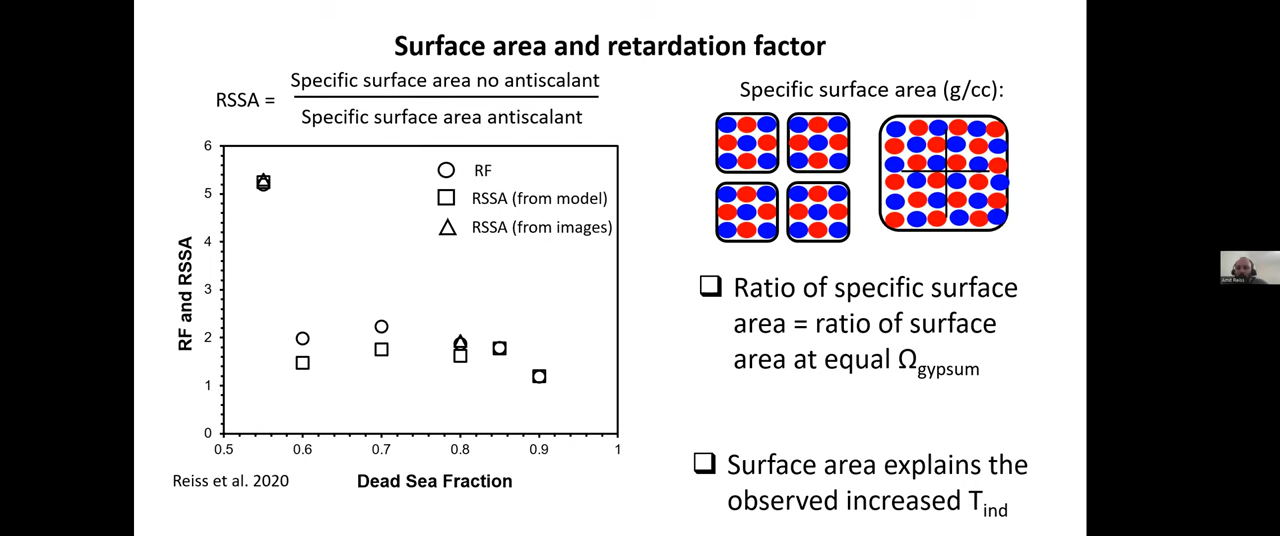 Surface area and retardation factor
RSSA =
Specific surface area no antiscalant
Specific surface area antiscalant
6
5
4
3
2
1
0
RF and RSSA
RF
RSSA (from model)
RSSA (from images)
0.5 0.6 0.7 0.8 0.9 1
Dead Sea Fraction
Reiss et al. 2020
Specific surface area (g/cc):
Ratio of specific surface
area = ratio of surface
area at equal Ωgypsum
Surface area explains the
observed increased Tind
Amit Reiss